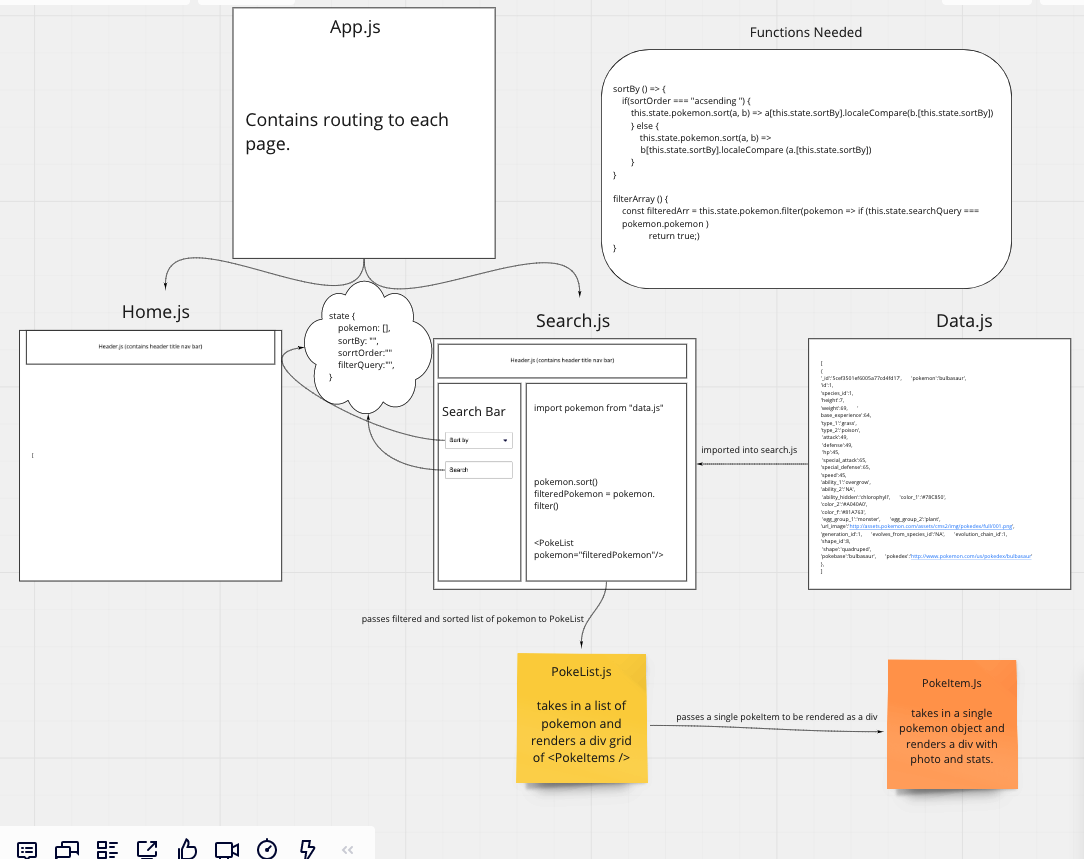 App.js
Contains routing to each
page.
Functions Needed
sortBy () => {
if(sortOrder === "acsending ") {
this.state.pokemon.sort(a, b) => a[this.state.sortBy].localeCompare(b.[this.state.sortBy])
} else {
this.state.pokemon.sort(a, b) =>
b[this.state.sortBy].localeCompare (a.[this.state.sortBy])
}
}
filterArray () {
const filteredArr = this.state.pokemon.filter(pokemon => if (this.state.searchQuery ===
pokemon.pokemon )
return true;)
}
Home.js
Header.js (contains header title nav bar)
[
state {
pokemon: [],
sortBy: "",
sorrtOrder:""
filterQuery:"",
}
Search.js
Header.js (contains header title nav bar)
Search Bar
Sort by
Search
import pokemon from "data.js"
pokemon.sort()
filteredPokemon = pokemon.
filter()
<PokeList
pokemon="filteredPokemon"/>
imported into search.js
Data.js
[
{
'_id':'5cef3501ef6005a77cd4fd17', 'pokemon':'bulbasaur',
'id':1,
'species_id':1,
'height':7,
'weight':69, '
base_experience':64,
'type_1':'grass',
'type_2':'poison',
'attack':49,
'defense':49,
'hp':45,
'special_attack':65,
'special_defense':65,
'speed':45,
'ability_1':'overgrow',
'ability_2':'NA',
'ability_hidden':'chlorophyll', 'color_1':'#78C850',
'color_2':'#A040A0',
'color_f':'#81A763',
'egg_group_1':'monster', 'egg_group_2':'plant',
'url_image':'http://assets.pokemon.com/assets/cms2/img/pokedex/full/001.png',
'generation_id':1, 'evolves_from_species_id':'NA', 'evolution_chain_id':1,
'shape_id':8,
'shape':'quadruped',
'pokebase':'bulbasaur', 'pokedex':'http://www.pokemon.com/us/pokedex/bulbasaur'
},
]
passes filtered and sorted list of pokemon to PokeList
PokeList.js
takes in a list of
pokemon and
renders a div grid
of <PokeItems />
passes a single pokeItem to be rendered as a div
PokeItem.Js
takes in a single
pokemon object and
renders a div with
photo and stats.